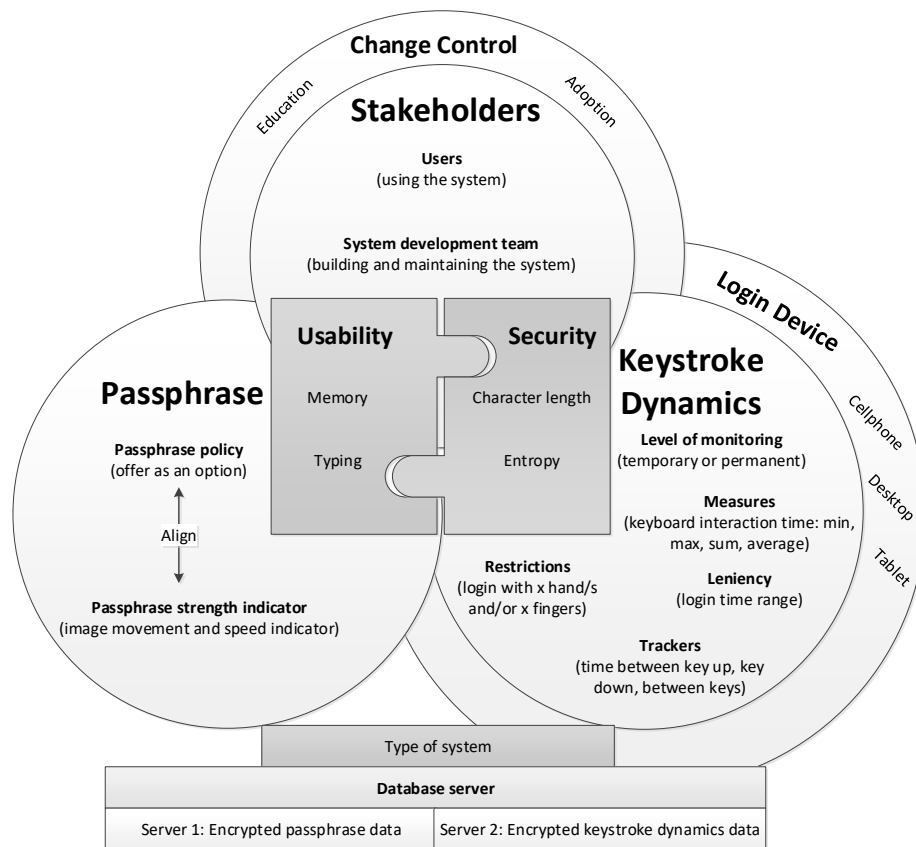 Change Control
Education
Adoption
Stakeholders
Users
(using the system)
System development team
(building and maintaining the system)
Login Device
Cellphone
Desktop
Tablet
Usability
Memory
Typing
Security
Character length
Entropy
Passphrase
Passphrase policy
(offer as an option)
Align
Passphrase strength indicator
(image movement and speed indicator)
Keystroke
Dynamics
Level of monitoring
(temporary or permanent)
Measures
(keyboard interaction time: min,
max, sum, average)
Restrictions
(login with x hand/s
and/or x fingers)
Leniency
(login time range)
Trackers
(time between key up, key
down, between keys)
Type of system
Database server
Server 1: Encrypted passphrase data
Server 2: Encrypted keystroke dynamics data